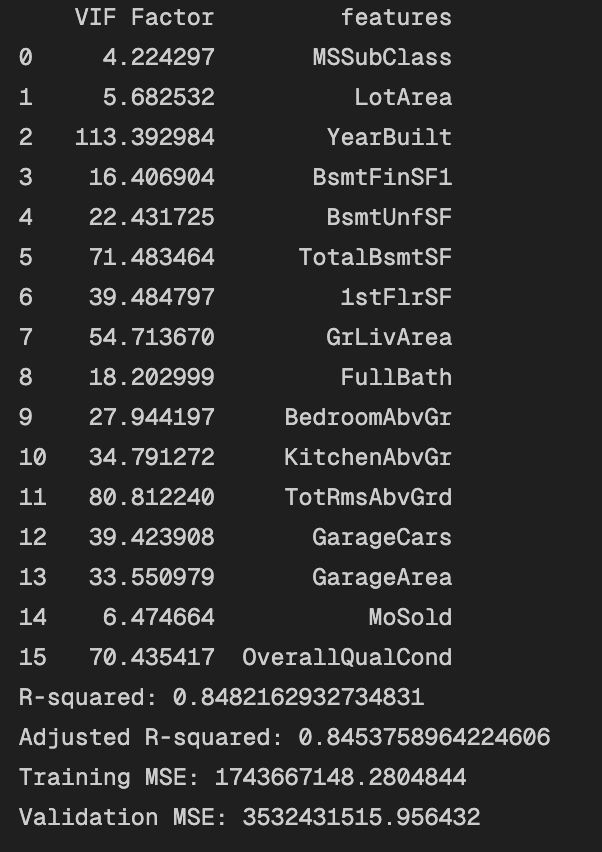 VIF Factor features
0 4.224297 MSSubClass
1 5.682532 LotArea
2 113.392984 YearBuilt
3 16.406904 BsmtFinSF1
4 22.431725 BsmtUnfSF
5 71.483464 TotalBsmtSF
6 39.484797 1stFlrSF
7 54.713670 GrLivArea
8 18.202999 FullBath
9 27.944197 BedroomAbvGr
10 34.791272 KitchenAbvGr
11 80.812240 TotRmsAbvGrd
12 39.423908 GarageCars
13 33.550979 GarageArea
14 6.474664 MoSold
15 70.435417 OverallQualCond
R-squared: 0.8482162932734831
Adjusted R-squared: 0.8453758964224606
Training MSE: 1743667148.2804844
Validation MSE: 3532431515.956432